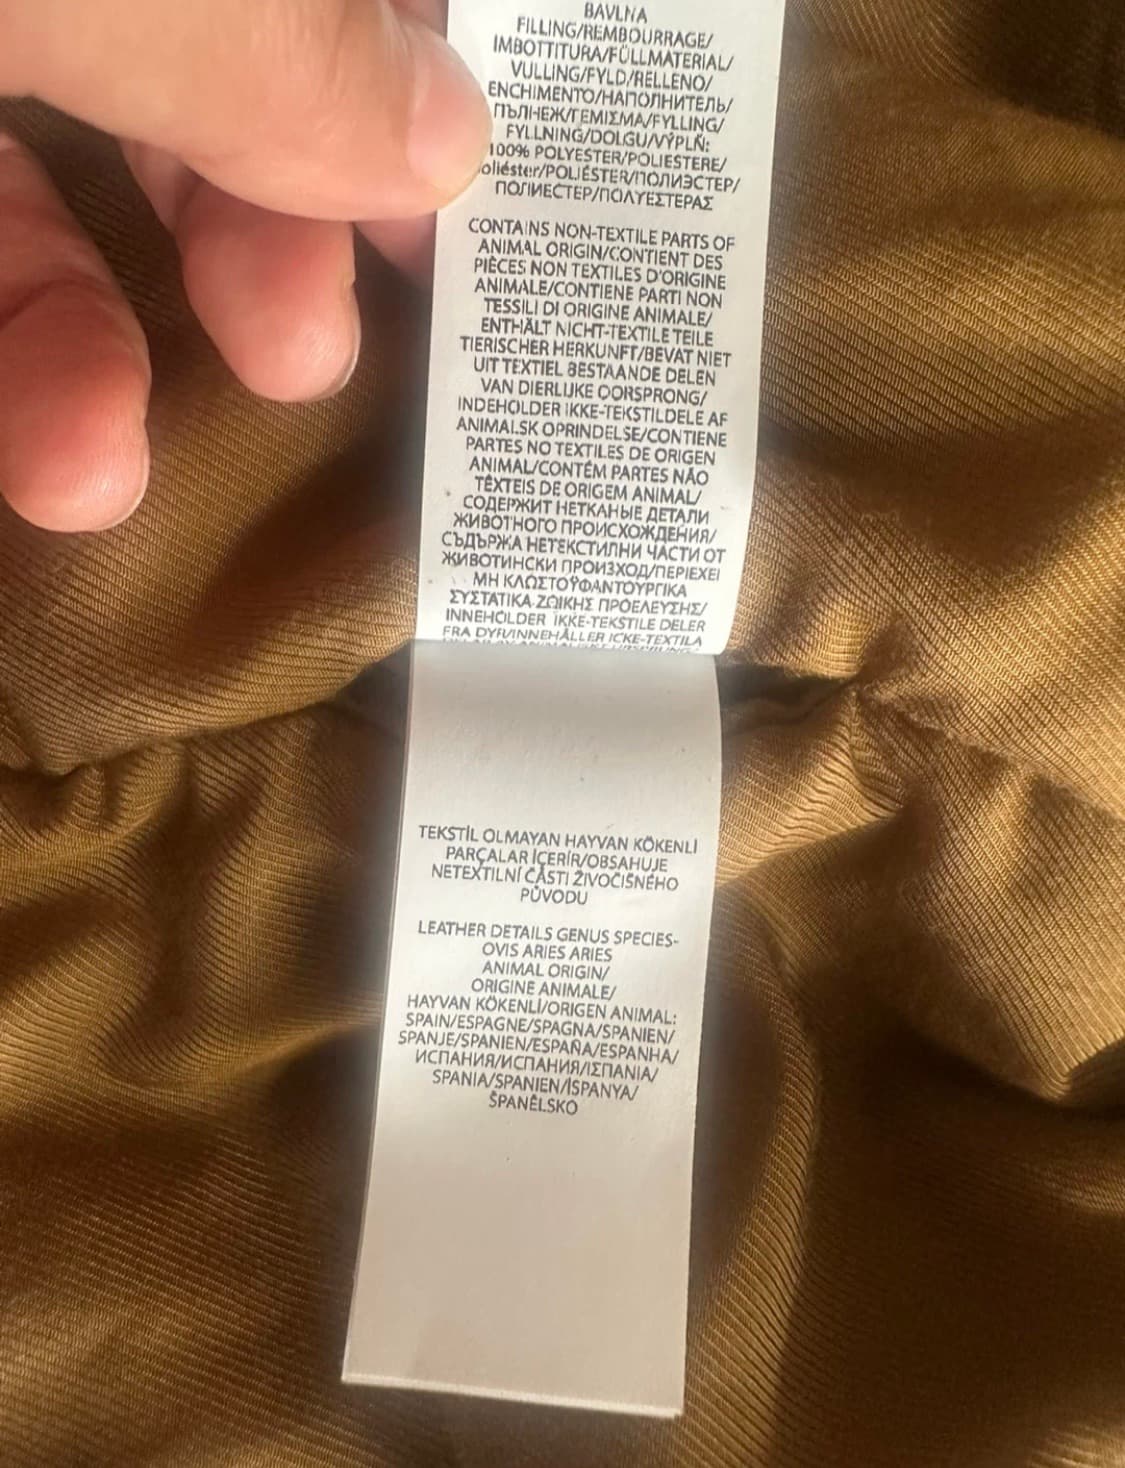 BAVLNA
FILLING/REMBOURRAGE/
IMBOTTITURA/FÜLLMATERIAL/
VULLING/FYLD/RELLENO/
ENCHIMENTO/НАПОЛНИТЕЛЬ/
ПЪЛНЕЖ/ΓΕΜΙΣΜΑ/FYLLING/
FYLLNING/DOLGU/VÝPLŇ:
100% POLYESTER/POLIESTERE/
oliéster/POLIÉSTER/ПОЛИЭСТЕР/
ПОЛИЕСТЕР/ΠΟΛΥΕΣΤΕΡΑΣ
CONTAINS NON-TEXTILE PARTS OF
ANIMAL ORIGIN/CONTIENT DES
PIÈCES NON TEXTILES D'ORIGINE
ANIMALE/CONTIENE PARTI NON
TESSILI DI ORIGINE ANIMALE/
ENTHÄLT NICHT-TEXTILE TEILE
TIERISCHER HERKUNFT/BEVAT NIET
UIT TEXTIEL BESTAANDE DELEN
VAN DIERLIJKE OORSPRONG/
INDEHOLDER IKKE-TEKSTILDELE AF
ANIMALSK OPRINDELSE/CONTIENE
PARTES NO TEXTILES DE ORIGEN
ANIMAL/CONTÉM PARTES NÃO
TÊXTEIS DE ORIGEM ANIMAL/
СОДЕРЖИТ НЕТКАНЫЕ ДЕТАЛИ
ЖИВОТНОГО ПРОИСХОЖДЕНИЯ/
СЪДЪРЖА НЕТЕКСТИЛНИ ЧАСТИ ОТ
ЖИВОТИНСКИ ПРОИЗХОД/ΠΕΡΙΕΧΕΙ
ΜΗ ΚΛΩΣΤΟΫΦΑΝΤΟΥΡΓΙΚΑ
ΣΥΣΤΑΤΙΚΑ ΖΩΙΚΗΣ ΠΡΟΕΛΕΥΣΗΣ/
INNEHOLDER IKKE-TEKSTILE DELER
FRA DYR/INNEHÅLLER ICKE-TEXTILA
TEKSTİL OLMAYAN HAYVAN KÖKENLİ
PARÇALAR İÇERİR/OBSAHUJE
NETEXTILNÍ ČÁSTI ŽIVOČIŠNÉHO
PŮVODU
LEATHER DETAILS GENUS SPECIES-
OVIS ARIES ARIES
ANIMAL ORIGIN/
ORIGINE ANIMALE/
HAYVAN KÖKENLİ/ORIGEN ANIMAL:
SPAIN/ESPAGNE/SPAGNA/SPANIEN/
SPANJE/SPANIEN/ESPAÑA/ESPANHA/
ИСПАНИЯ/ИСПАНИЯ/ΙΣΠΑΝΙΑ/
SPANIA/SPANIEN/İSPANYA/
ŠPANĚLSKO